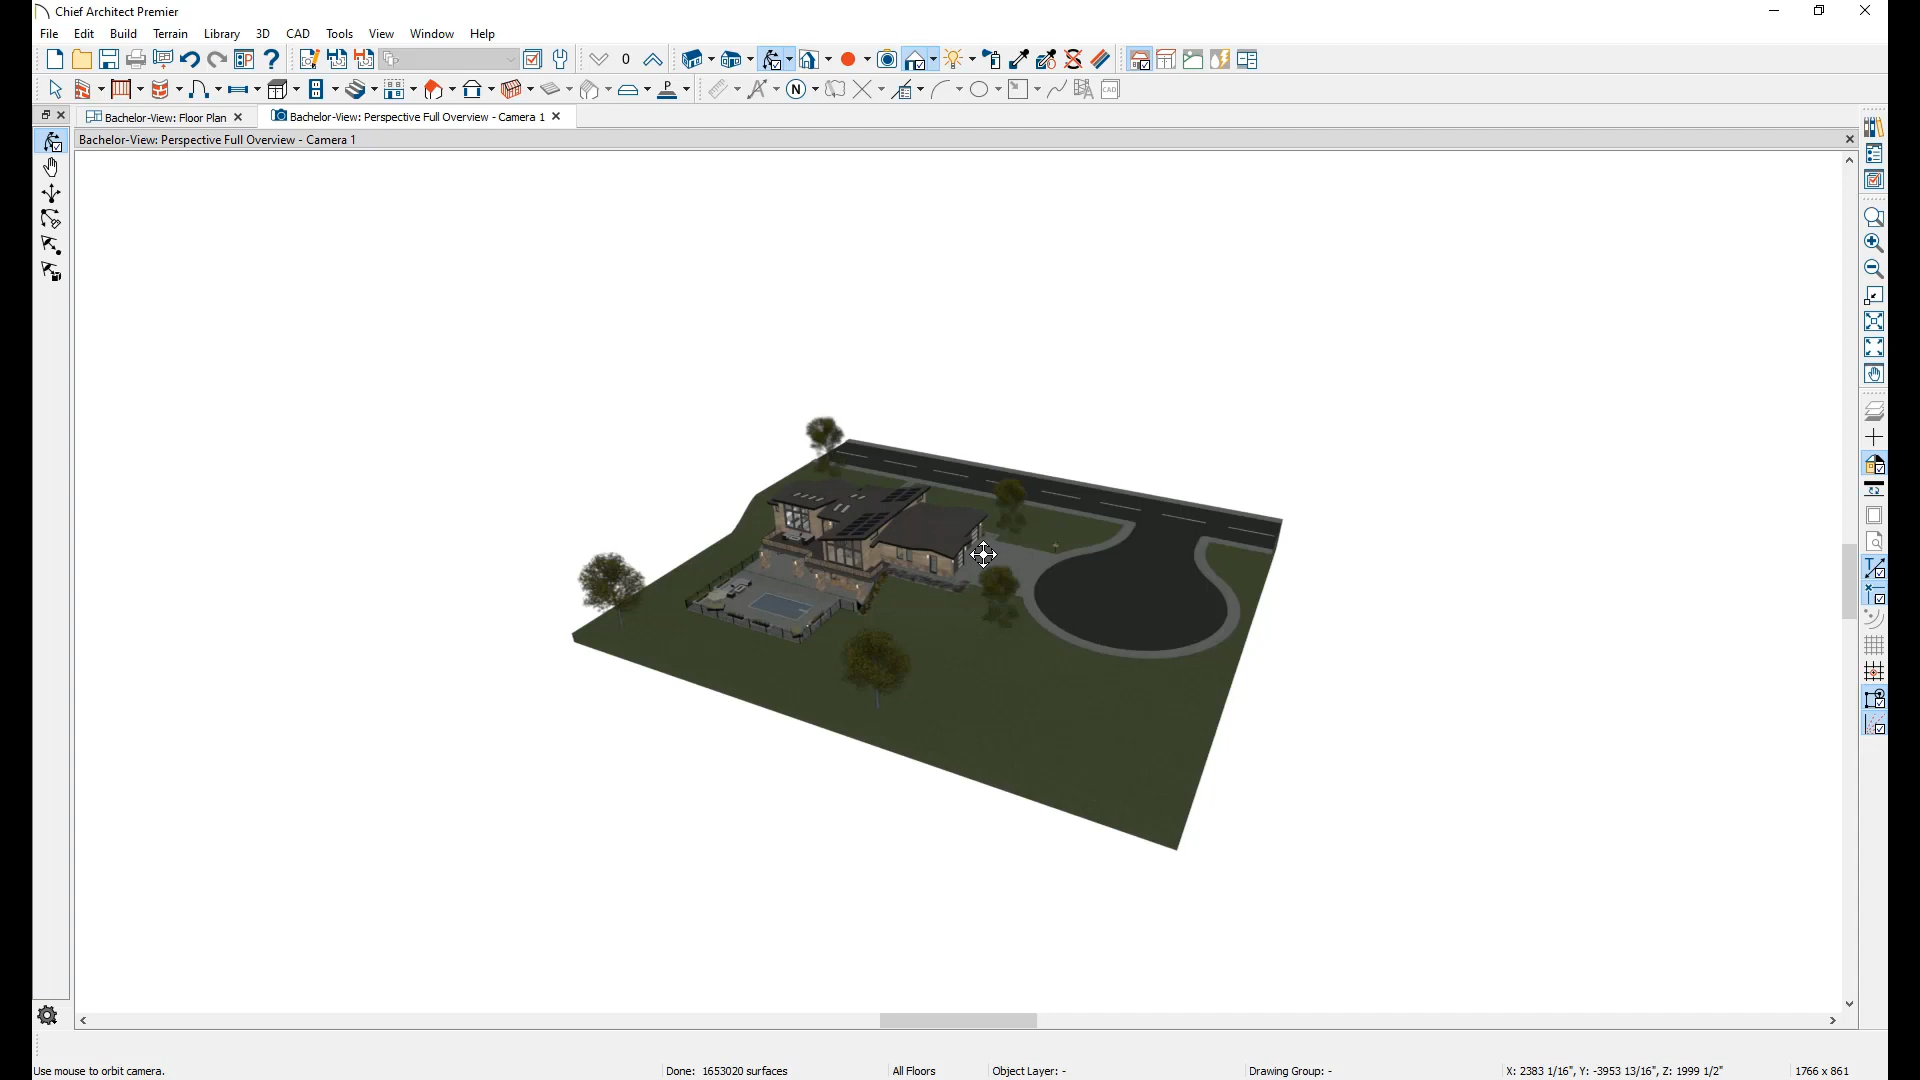 Chief Architect Premier
File Edit Build Terrain Library 3D CAD Tools View Window Help
0
N P CAD
Bachelor-View: Floor Plan Bachelor-View: Perspective Full Overview - Camera 1
Bachelor-View: Perspective Full Overview - Camera 1
Use mouse to orbit camera. Done: 1653020 surfaces All Floors Object Layer: - Drawing Group: - X: 2383 1/16", Y: -3953 13/16", Z: 1999 1/2" 1766 x 861